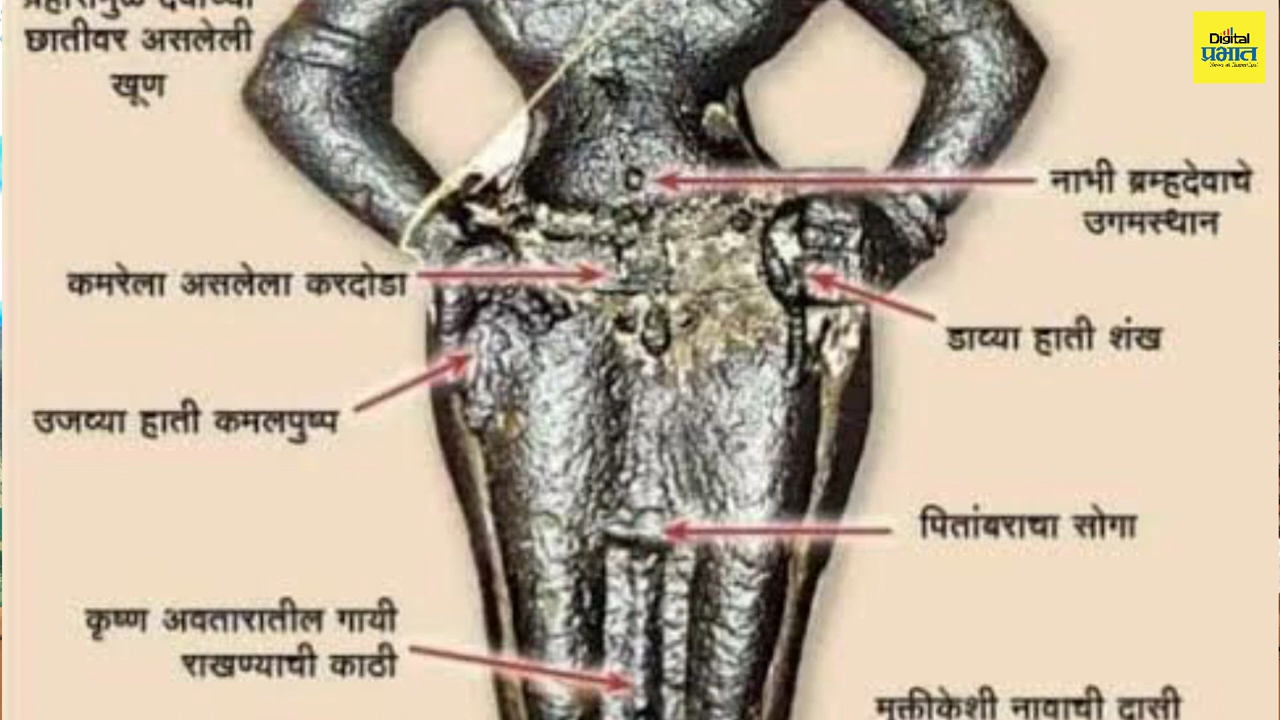 छातीवर असलेली
खूण
Digital
प्रभात
नाभी ब्रम्हदेवाचे
उगमस्थान
कमरेला असलेला करदोडा
डाव्या हाती शंख
उजव्या हाती कमलपुष्प
पितांबराचा सोगा
कृष्ण अवतारातील गायी
राखण्याची काठी
मुक्तीकेशी नावाची दासी